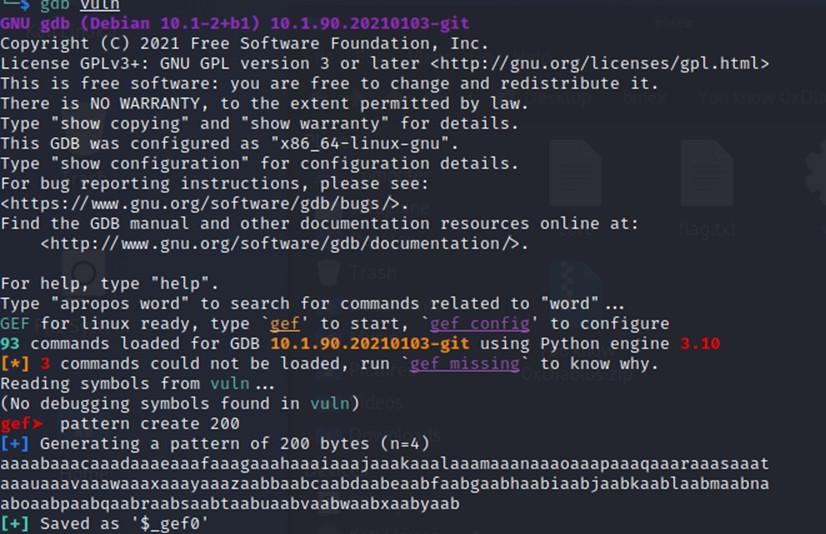 └─$ gdb vuln
GNU gdb (Debian 10.1-2+b1) 10.1.90.20210103-git
Copyright (C) 2021 Free Software Foundation, Inc.
License GPLv3+: GNU GPL version 3 or later <http://gnu.org/licenses/gpl.html>
This is free software: you are free to change and redistribute it.
There is NO WARRANTY, to the extent permitted by law.
Type "show copying" and "show warranty" for details.
This GDB was configured as "x86_64-linux-gnu".
Type "show configuration" for configuration details.
For bug reporting instructions, please see:
<https://www.gnu.org/software/gdb/bugs/>.
Find the GDB manual and other documentation resources online at:
<http://www.gnu.org/software/gdb/documentation/>.
flag.txt
Trash
For help, type "help".
Type "apropos word" to search for commands related to "word"...
GEF for linux ready, type `gef' to start, `gef config' to configure
93 commands loaded for GDB 10.1.90.20210103-git using Python engine 3.10
[*] 3 commands could not be loaded, run `gef missing` to know why.
Reading symbols from vuln...
(No debugging symbols found in vuln)
gef➤ pattern create 200
[+] Generating a pattern of 200 bytes (n=4)
aaaabaaacaaadaaaeaaafaaagaaahaaaiaaajaaakaaalaaamaaanaaaoaaapaaaqaaaraaasaaat
aaauaaavaaawaaaxaaayaaazaabbaabcaabdaabeaabfaabgaabhaabiaabjaabkaablaabmaabna
aboaabpaabqaabraabsaabtaabuaabvaabwaabxaabyaab
[+] Saved as '$_gef0'